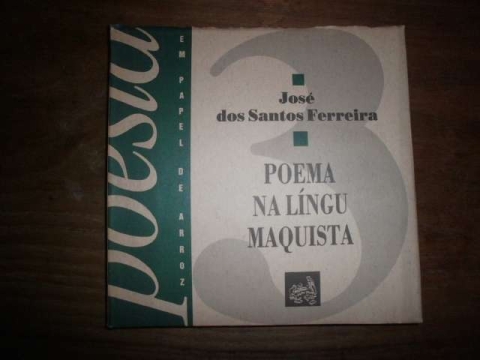 poesia
EM PAPEL DE ARROZ
3
José
dos Santos Ferreira
POEMA
NA LÍNGU
MAQUISTA